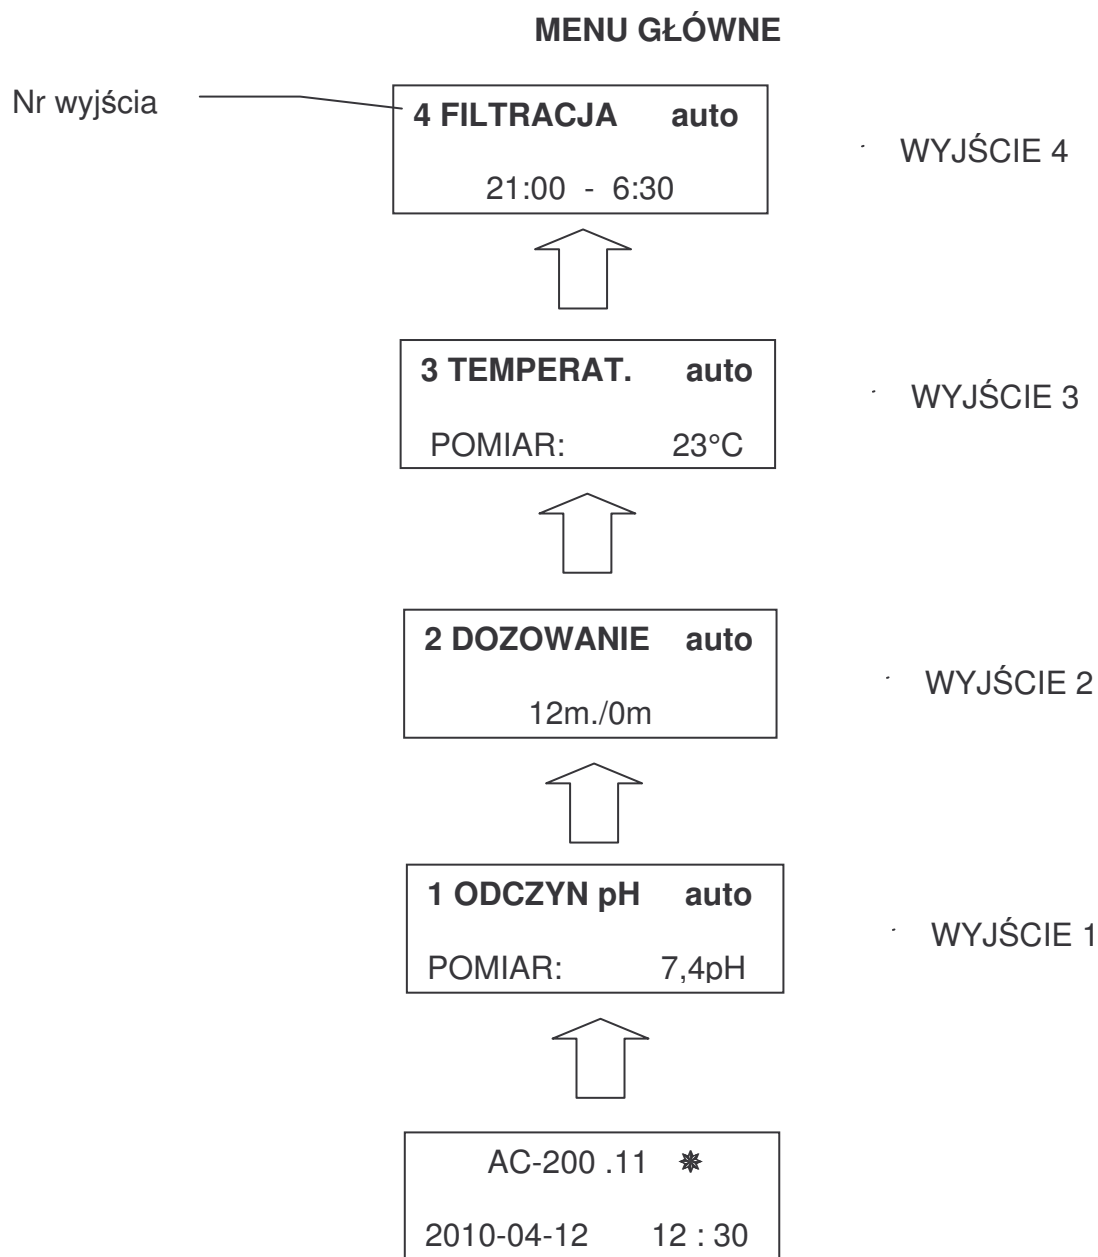 MENU GŁÓWNE
Nr wyjścia
4 FILTRACJA auto
21:00 - 6:30
WYJŚCIE 4
3 TEMPERAT. auto
POMIAR: 23°C
WYJŚCIE 3
2 DOZOWANIE auto
12m./0m
WYJŚCIE 2
1 ODCZYN pH auto
POMIAR: 7,4pH
WYJŚCIE 1
AC-200 .11 ✵
2010-04-12 12 : 30